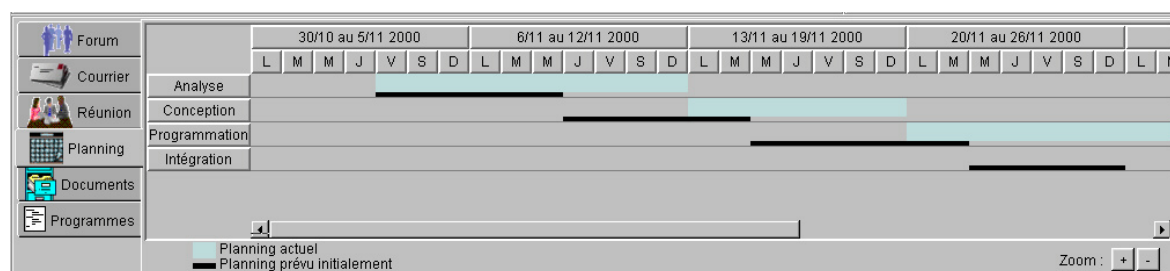 Forum
Courrier
Réunion
Planning
Documents
Programmes
30/10 au 5/11 2000 6/11 au 12/11 2000 13/11 au 19/11 2000 20/11 au 26/11 2000
L M M J V S D L M M J V S D L M M J V S D L M M J V S D L
Analyse
Conception
Programmation
Intégration
Planning actuel
Planning prévu initialement
Zoom : + -